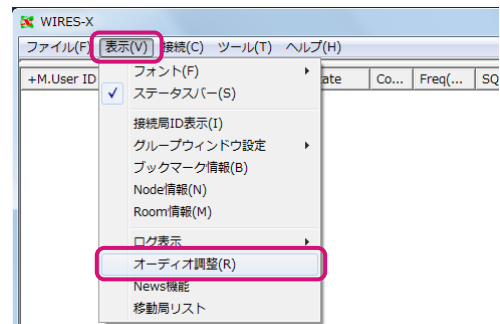 WIRES-X
ファイル(F) 表示(V) 接続(C) ツール(T) ヘルプ(H)
+M.User ID ate Co... Freq(... SQ
フォント(F)
ステータスバー(S)
接続局ID表示(I)
グループウィンドウ設定
ブックマーク情報(B)
Node情報(N)
Room情報(M)
ログ表示
オーディオ調整(R)
News機能
移動局リスト